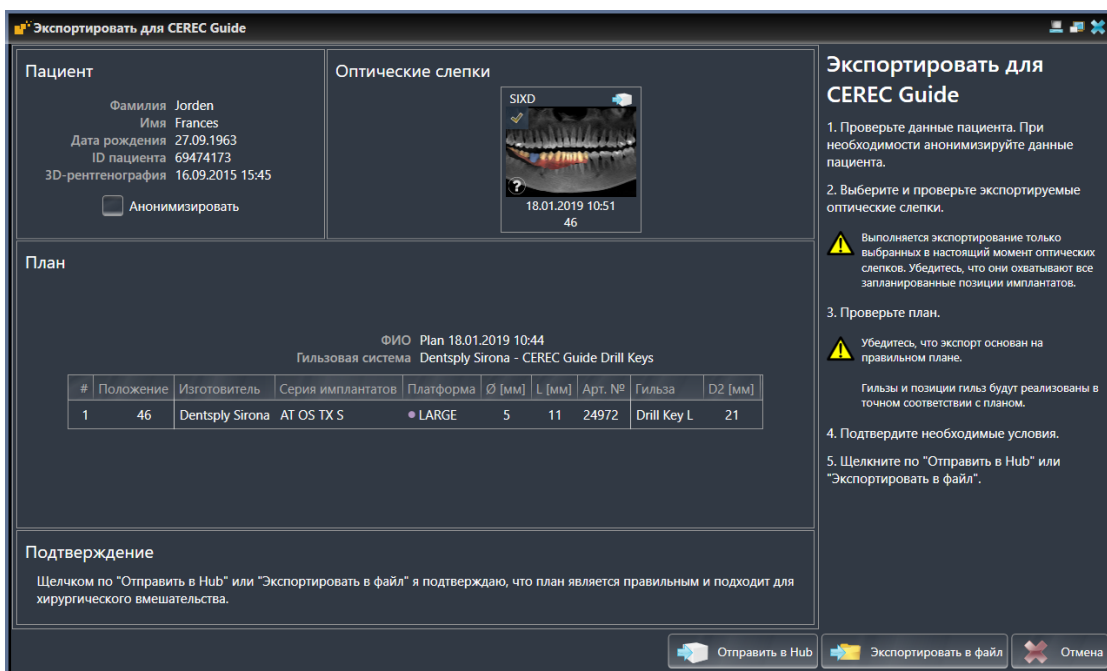 Экспортировать для CEREC Guide
Пациент
Фамилия Jorden
Имя Frances
Дата рождения 27.09.1963
ID пациента 69474173
3D-рентгенография 16.09.2015 15:45
Анонимизировать
Оптические слепки
SIXD
?
18.01.2019 10:51
46
План
ФИО Plan 18.01.2019 10:44
Гильзовая система Dentsply Sirona - CEREC Guide Drill Keys
# Положение Изготовитель Серия имплантатов Платформа Ø [мм] L [мм] Арт. № Гильза D2 [мм]
1 46 Dentsply Sirona AT OS TX S LARGE 5 11 24972 Drill Key L 21
Подтверждение
Щелчком по "Отправить в Hub" или "Экспортировать в файл" я подтверждаю, что план является правильным и подходит для
хирургического вмешательства.
Экспортировать для
CEREC Guide
1. Проверьте данные пациента. При
необходимости анонимизируйте данные
пациента.
2. Выберите и проверьте экспортируемые
оптические слепки.
Выполняется экспортирование только
выбранных в настоящий момент оптических
слепков. Убедитесь, что они охватывают все
запланированные позиции имплантатов.
3. Проверьте план.
Убедитесь, что экспорт основан на
правильном плане.
Гильзы и позиции гильз будут реализованы в
точном соответствии с планом.
4. Подтвердите необходимые условия.
5. Щелкните по "Отправить в Hub" или
"Экспортировать в файл".
Отправить в Hub
Экспортировать в файл
Отмена